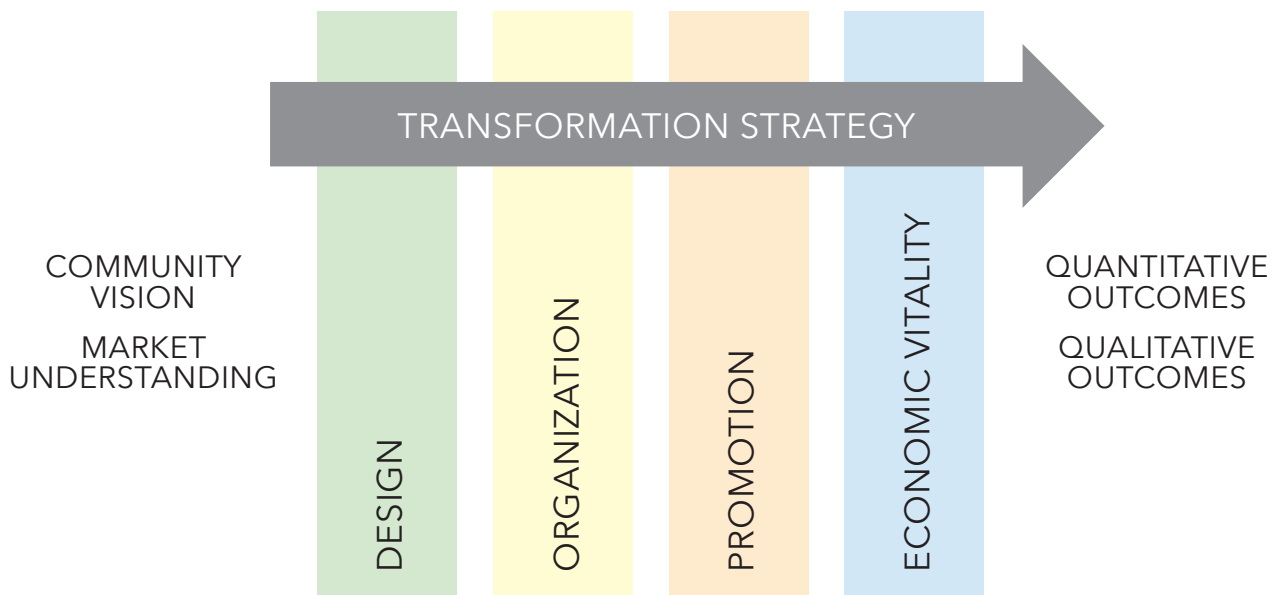 TRANSFORMATION STRATEGY
COMMUNITY
VISION
MARKET
UNDERSTANDING
DESIGN
ORGANIZATION
PROMOTION
ECONOMIC VITALITY
QUANTITATIVE
OUTCOMES
QUALITATIVE
OUTCOMES